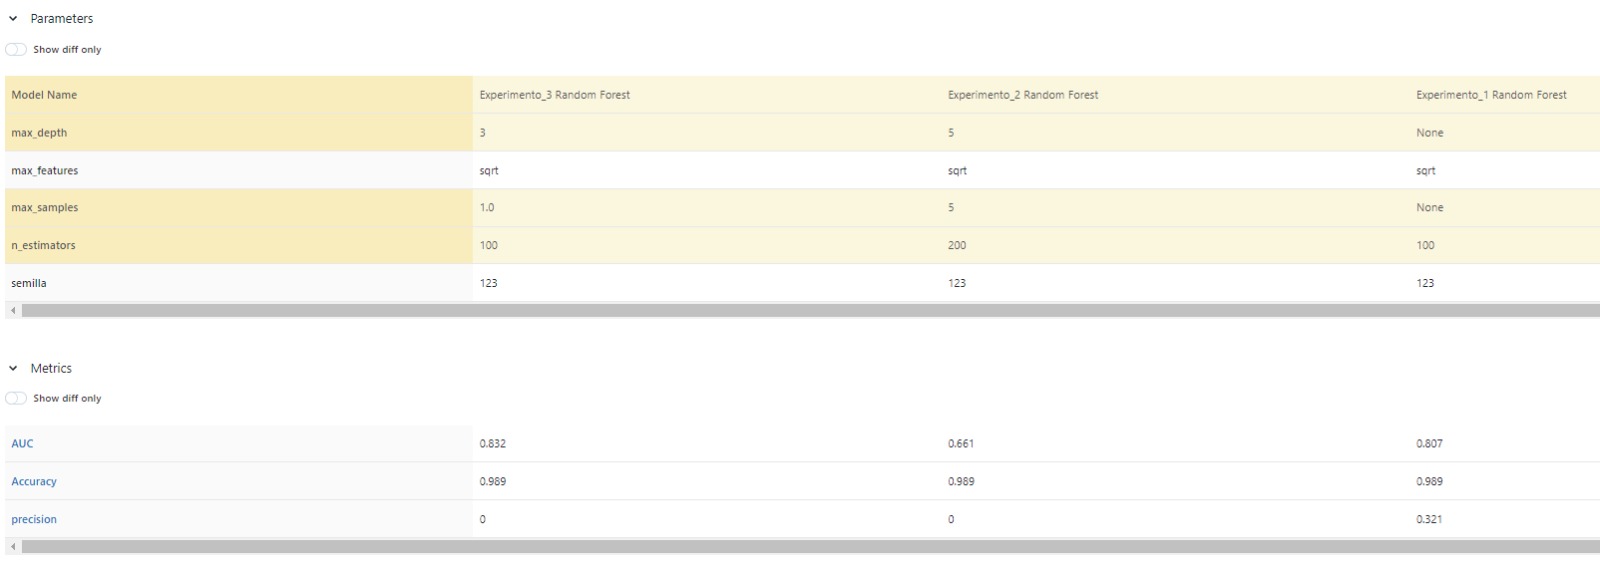 Parameters
Show diff only
Model Name Experimento_3 Random Forest Experimento_2 Random Forest Experimento_1 Random Forest
max_depth 3 5 None
max_features sqrt sqrt sqrt
max_samples 1.0 5 None
n_estimators 100 200 100
semilla 123 123 123
Metrics
Show diff only
AUC 0.832 0.661 0.807
Accuracy 0.989 0.989 0.989
precision 0 0 0.321